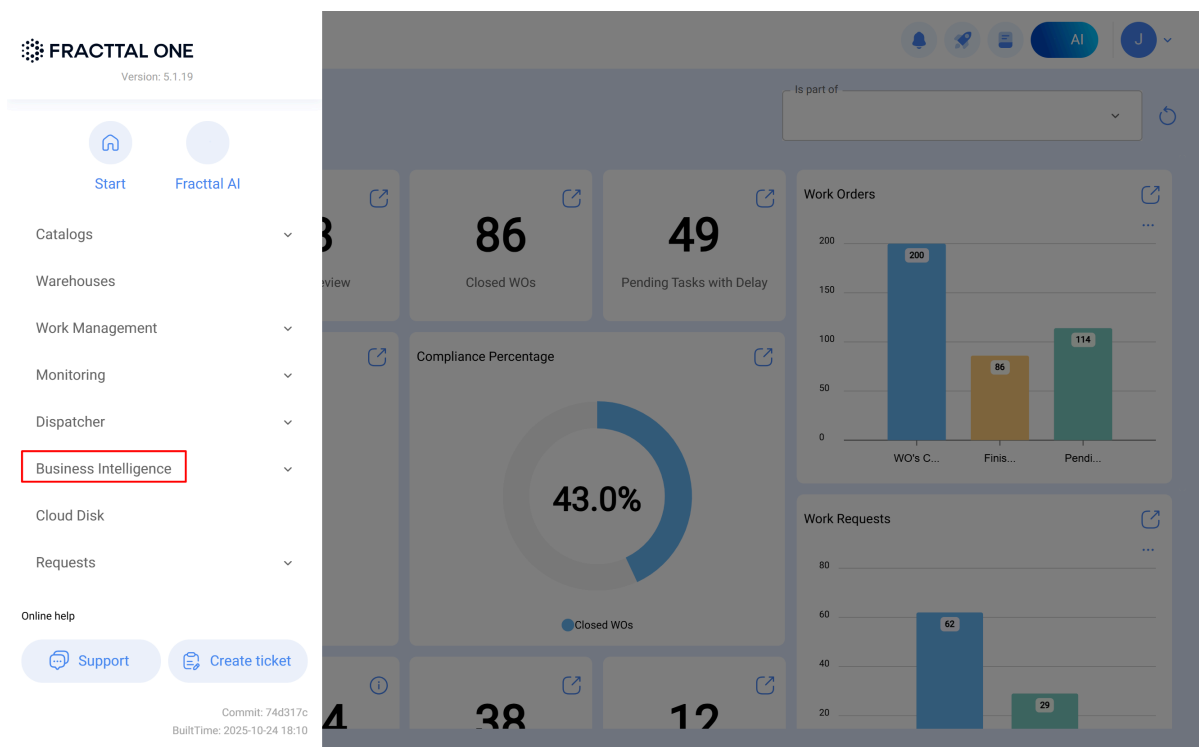 FRACTTAL ONE
Version: 5.1.19
Start
Fracttal AI
Catalogs
Warehouses
Work Management
Monitoring
Dispatcher
Business Intelligence
Cloud Disk
Requests
Online help
Support
Create ticket
Commit: 74d317c
BuiltTime: 2025-10-24 18:10
AI
J
Is part of
86
Closed WOs
49
Pending Tasks with Delay
Compliance Percentage
43.0%
Closed WOs
38
12
Work Orders
...
200
150
100
50
0
200
86
114
WO's C...
Finis...
Pendi...
Work Requests
...
80
60
40
20
62
29